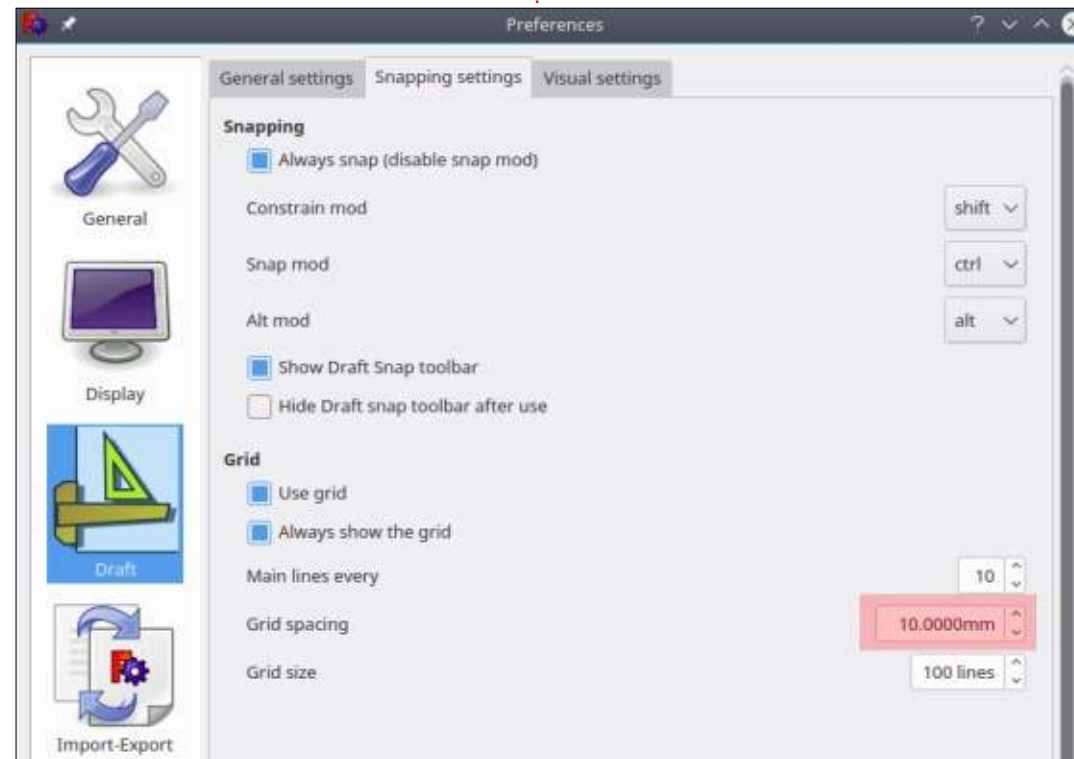 Preferences
General settings Snapping settings Visual settings
Snapping
Always snap (disable snap mod)
General
Constrain mod shift
Snap mod ctrl
Alt mod alt
Show Draft Snap toolbar
Display
Hide Draft snap toolbar after use
Grid
Use grid
Always show the grid
Draft
Main lines every 10
Grid spacing 10.0000mm
Grid size 100 lines
Import-Export